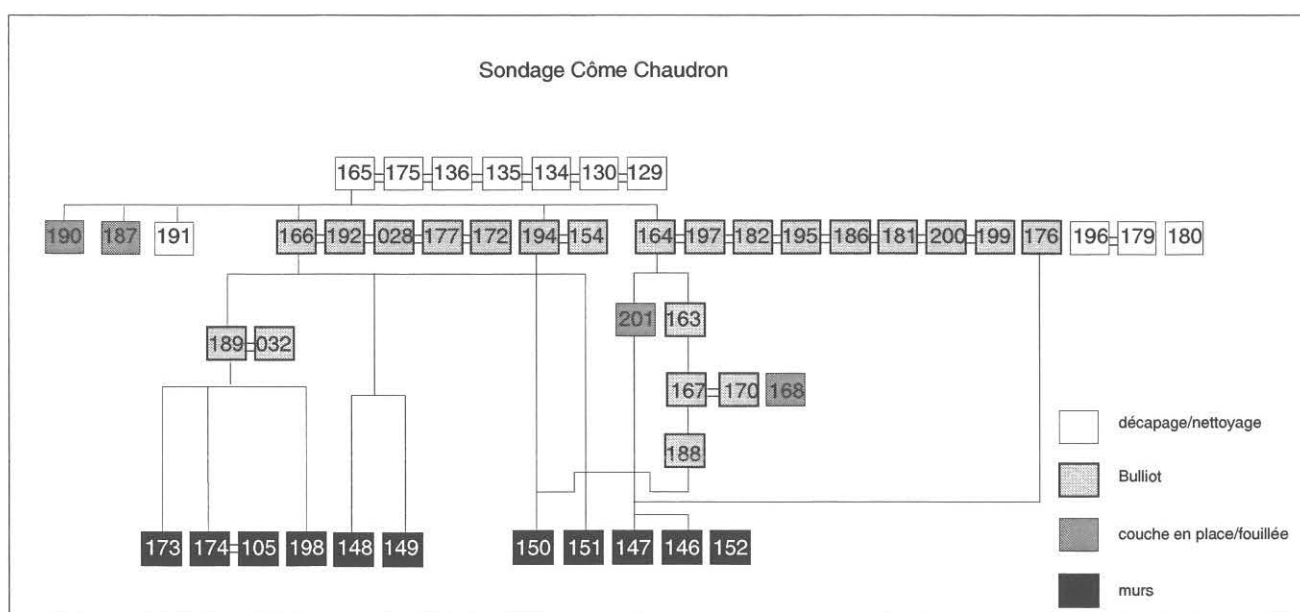 Sondage Côme Chaudron
165 175 136 135 134 130 129
190 187 191 166 192 028 177 172 194 154 164 197 182 195 186 181 200 199 176 196 179 180
201 163
189 032
167 170 168
188
173 174 105 198 148 149 150 151 147 146 152
décapage/nettoyage
Bulliot
couche en place/fouillée
murs